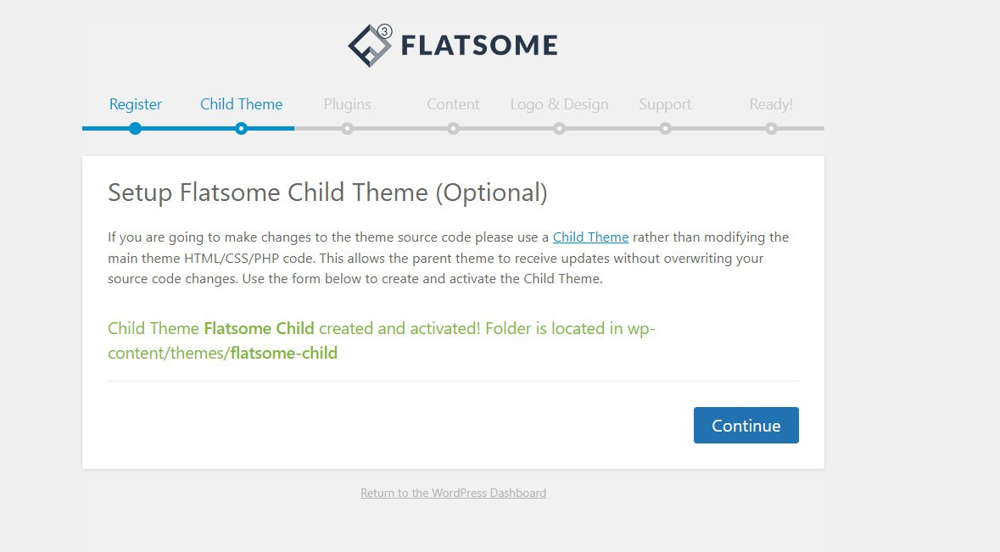 3
FLATSOME
Register Child Theme Plugins Content Logo & Design Support Ready!
Setup Flatsome Child Theme (Optional)
If you are going to make changes to the theme source code please use a Child Theme rather than modifying the
main theme HTML/CSS/PHP code. This allows the parent theme to receive updates without overwriting your
source code changes. Use the form below to create and activate the Child Theme.
Child Theme Flatsome Child created and activated! Folder is located in wp-
content/themes/flatsome-child
Continue
Return to the WordPress Dashboard